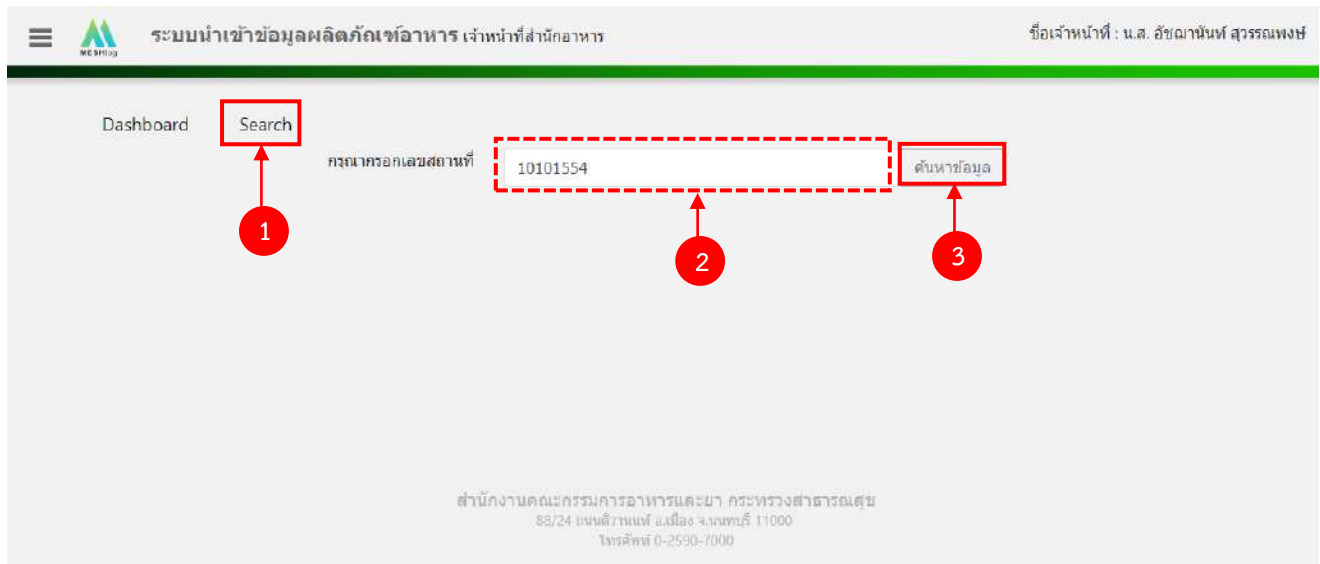 ระบบนำเข้าข้อมูลผลิตภัณฑ์อาหาร เจ้าหน้าที่สำนักอาหาร
ชื่อเจ้าหน้าที่ : น.ส. อัชฌานันท์ สุวรรณพงษ์
Dashboard
Search
กรุณากรอกเลขสถานที่
10101554
ค้นหาข้อมูล
1
2
3
สำนักงานคณะกรรมการอาหารและยา กระทรวงสาธารณสุข
88/24 ถนนติวานนท์ อ.เมือง จ.นนทบุรี 11000
โทรศัพท์ 0-2590-7000